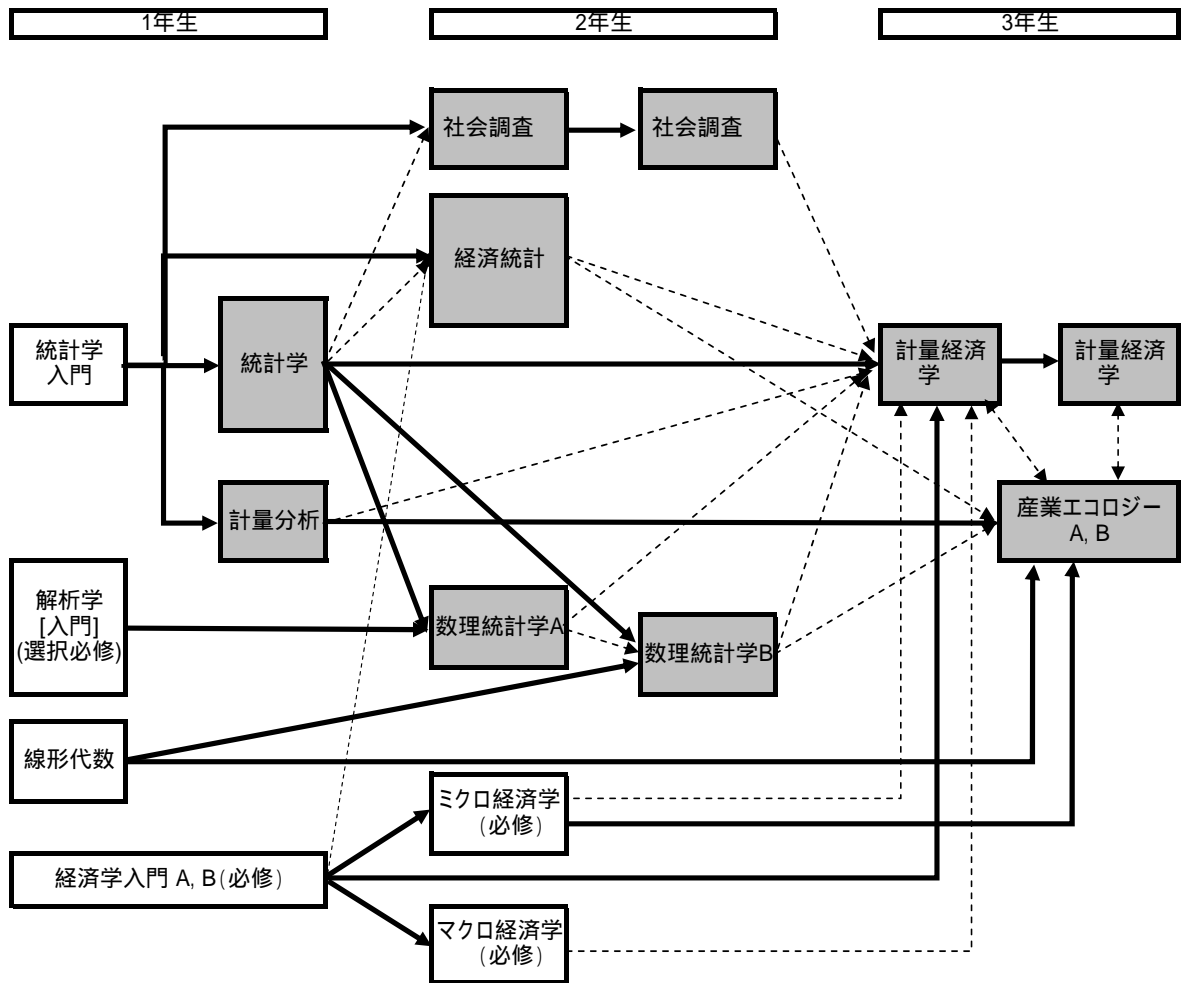 1年生
2年生
3年生
社会調査
社会調査
経済統計
統計学
入門
統計学
計量経済
学
計量経済
学
計量分析
産業エコロジー
A, B
解析学
[入門]
(選択必修)
数理統計学A
数理統計学B
線形代数
ミクロ経済学
(必修)
経済学入門 A, B(必修)
マクロ経済学
(必修)